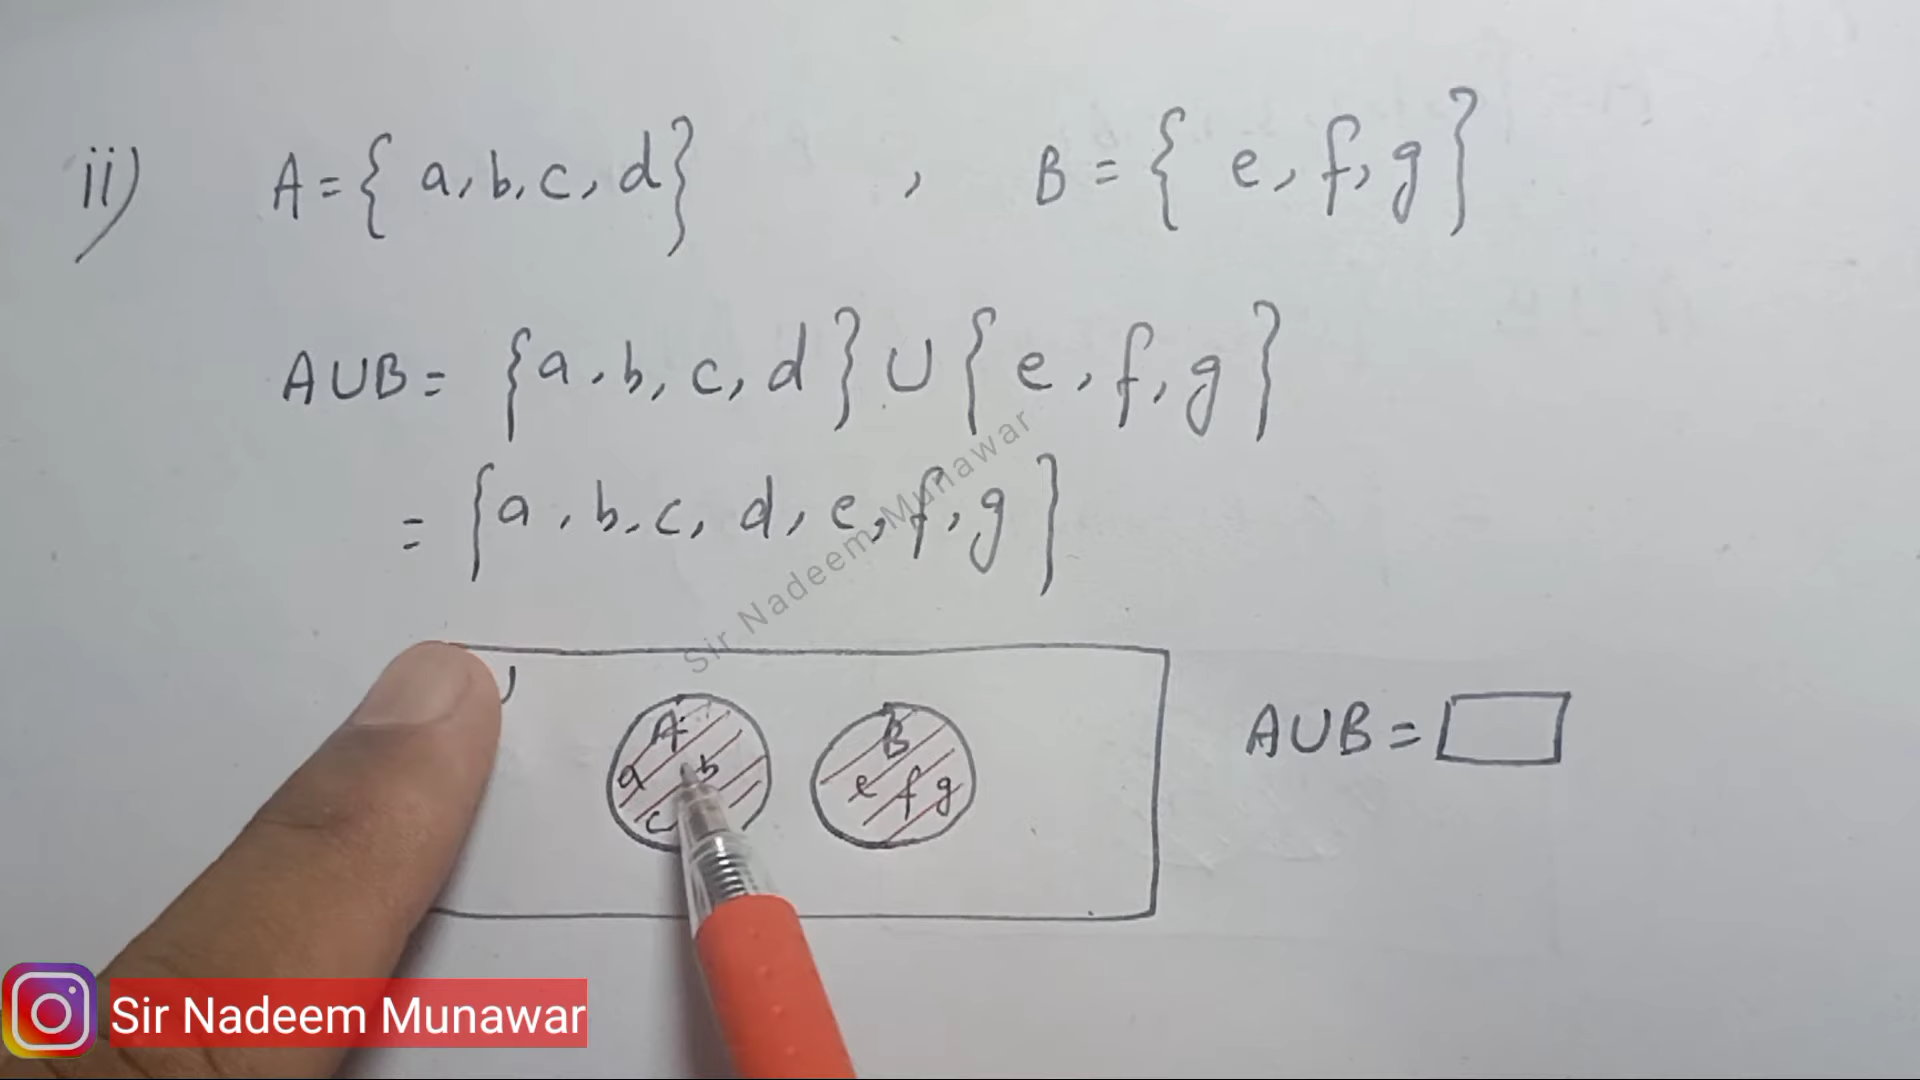 ii) A = { a, b, c, d } , B = { e, f, g }
A∪B = { a, b, c, d } ∪ { e, f, g }
= { a, b, c, d, e, f, g }
Sir Nadeem Munawar
A B
a b e f g
c
A∪B =
Sir Nadeem Munawar